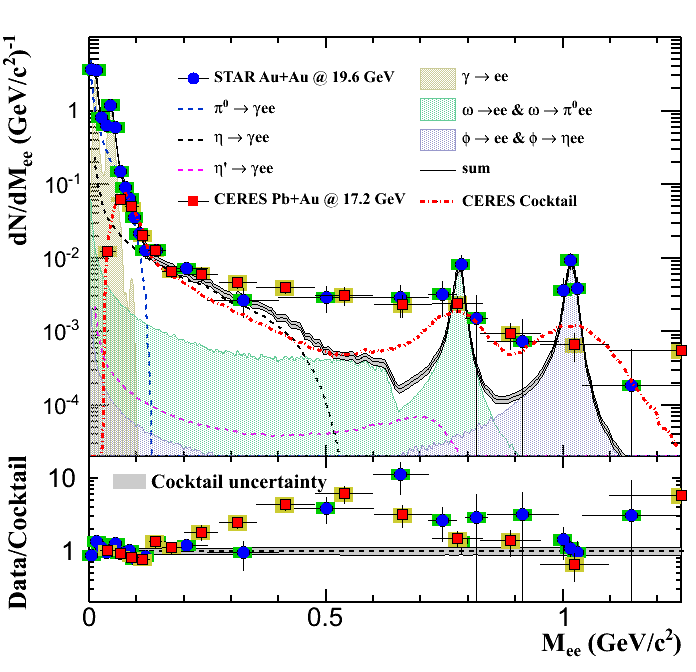 dN/dM_ee (GeV/c²)⁻¹
1
10⁻¹
10⁻²
10⁻³
10⁻⁴
STAR Au+Au @ 19.6 GeV
π⁰ → γee
η → γee
η' → γee
CERES Pb+Au @ 17.2 GeV
γ → ee
ω → ee & ω → π⁰ee
ϕ → ee & ϕ → ηee
sum
CERES Cocktail
Data/Cocktail
10
1
Cocktail uncertainty
0
0.5
1
M_ee (GeV/c²)